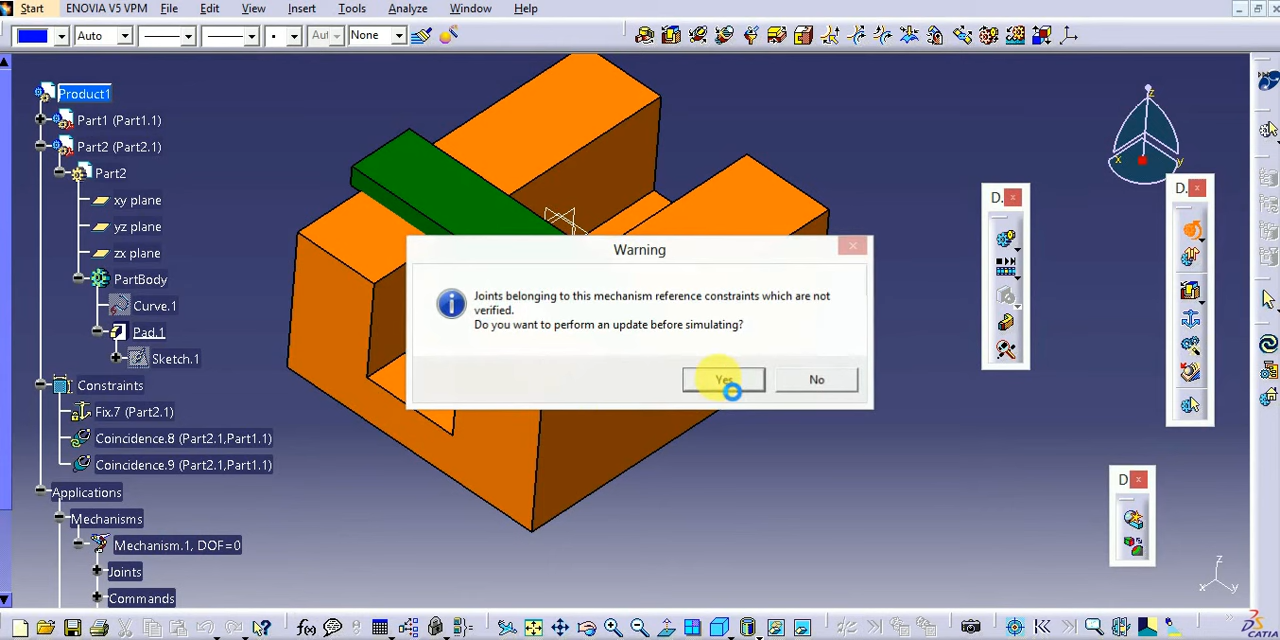 Start ENOVIA V5 VPM File Edit View Insert Tools Analyze Window Help
Auto Aut None
Product1
Part1 (Part1.1)
Part2 (Part2.1)
Part2
xy plane
yz plane
zx plane
PartBody
Curve.1
Pad.1
Sketch.1
Constraints
Fix.7 (Part2.1)
Coincidence.8 (Part2.1,Part1.1)
Coincidence.9 (Part2.1,Part1.1)
Applications
Mechanisms
Mechanism.1, DOF=0
Joints
Commands
Warning
Joints belonging to this mechanism reference constraints which are not
verified.
Do you want to perform an update before simulating?
Yes No
z
x y
D.. x
D.. x
D x
z
x y
f(x)
CATIA